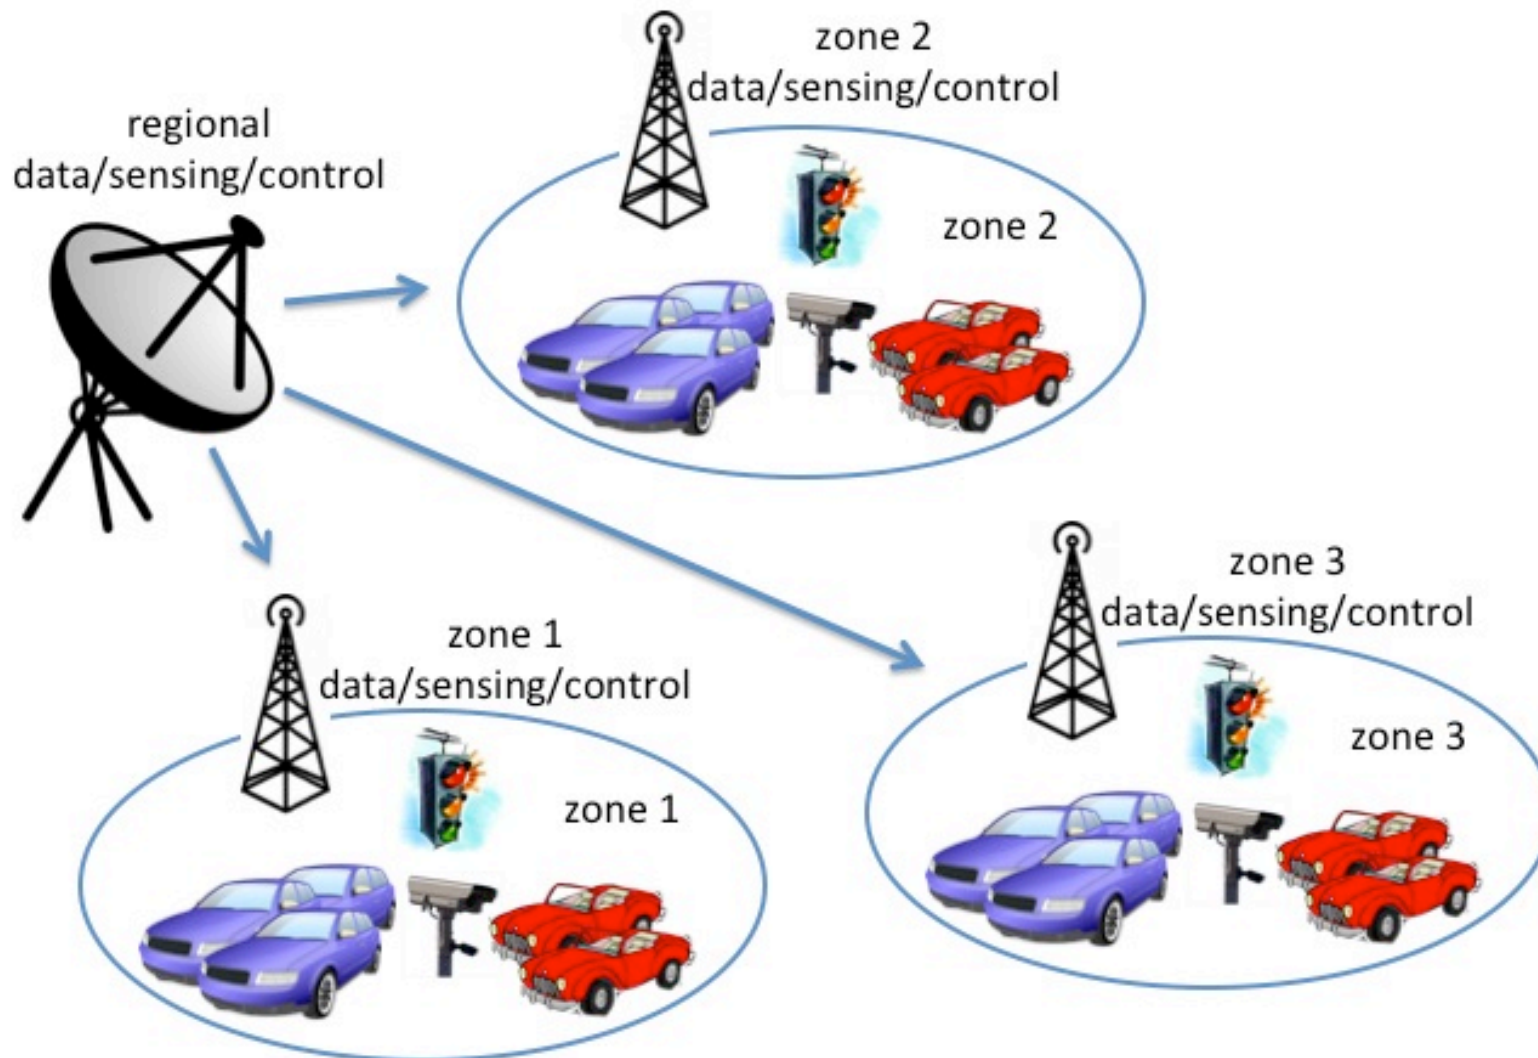 zone 2
data/sensing/control
regional
data/sensing/control
zone 2
zone 3
data/sensing/control
zone 1
data/sensing/control
zone 3
zone 1